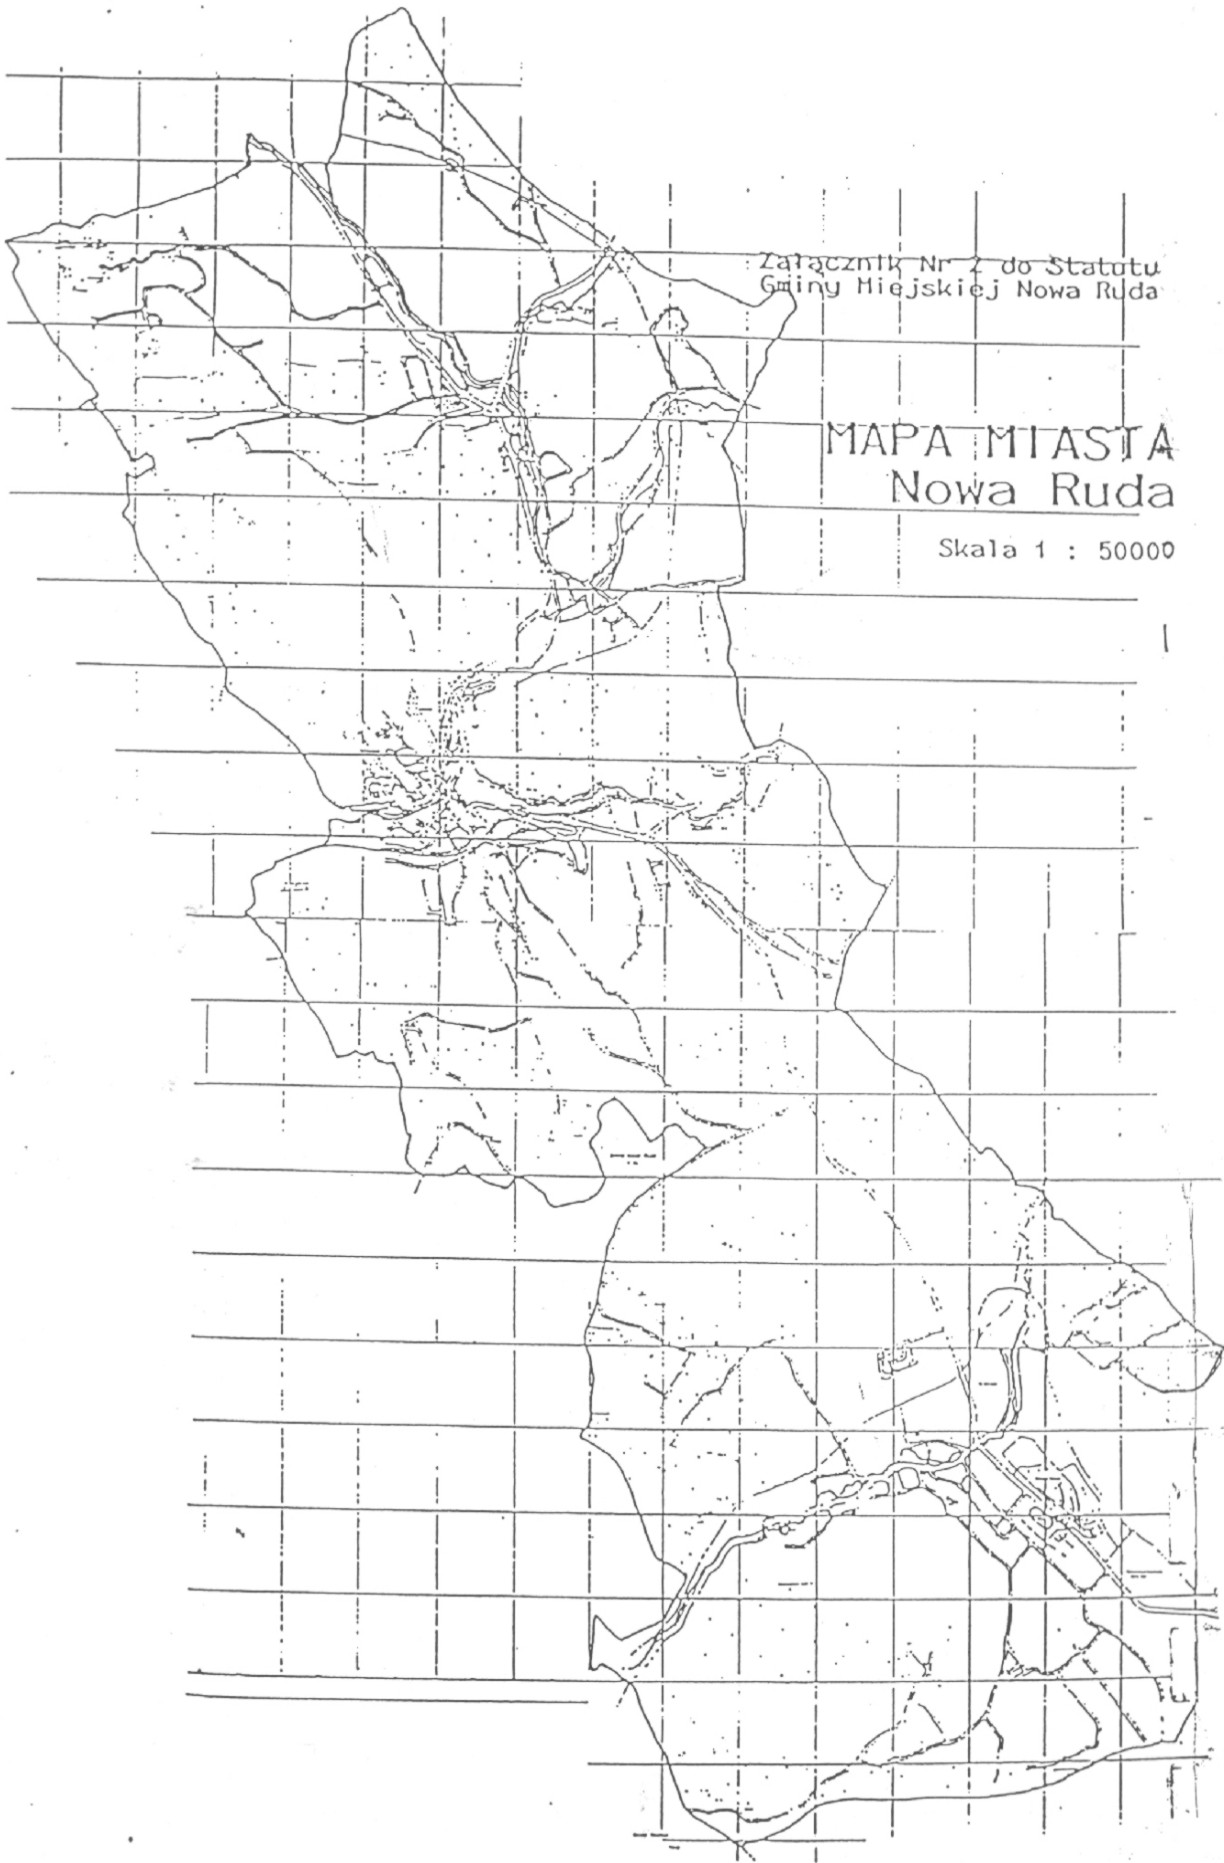 Załącznik Nr 2 do Statutu
Gminy Miejskiej Nowa Ruda
MAPA MIASTA
Nowa Ruda
Skala 1 : 50000